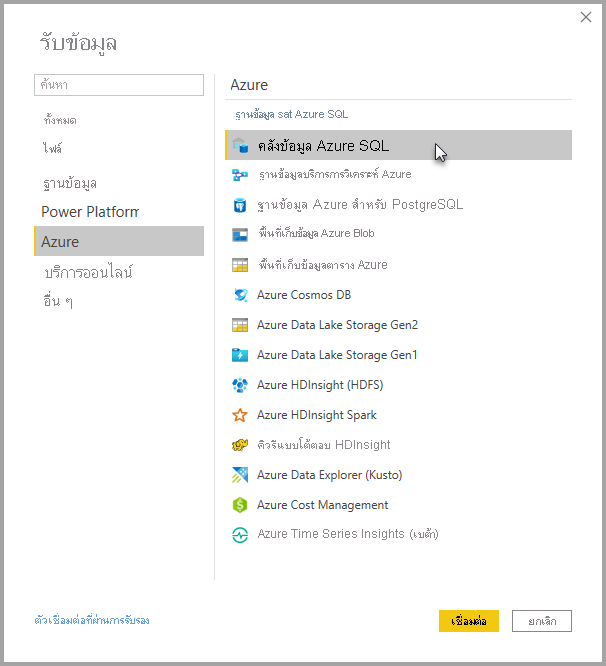 รับข้อมูล
ค้นหา
ทั้งหมด
ไฟล์
ฐานข้อมูล
Power Platform
Azure
บริการออนไลน์
อื่น ๆ
Azure
ฐานข้อมูล sat Azure SQL
คลังข้อมูล Azure SQL
ฐานข้อมูลบริการการวิเคราะห์ Azure
ฐานข้อมูล Azure สำหรับ PostgreSQL
พื้นที่เก็บข้อมูล Azure Blob
พื้นที่เก็บข้อมูลตาราง Azure
Azure Cosmos DB
Azure Data Lake Storage Gen2
Azure Data Lake Storage Gen1
Azure HDInsight (HDFS)
Azure HDInsight Spark
คิวรีแบบโต้ตอบ HDInsight
Azure Data Explorer (Kusto)
Azure Cost Management
Azure Time Series Insights (เบต้า)
ตัวเชื่อมต่อที่ผ่านการรับรอง
เชื่อมต่อ
ยกเลิก